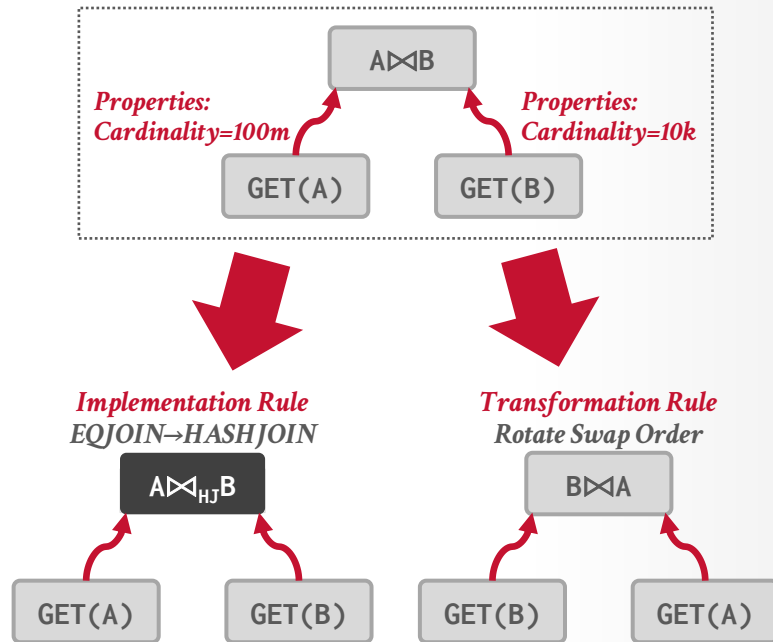 A⋈B
Properties:
Cardinality=100m
Properties:
Cardinality=10k
GET(A)
GET(B)
Implementation Rule
EQJOIN→HASHJOIN
Transformation Rule
Rotate Swap Order
A⋈HJB
B⋈A
GET(A)
GET(B)
GET(B)
GET(A)